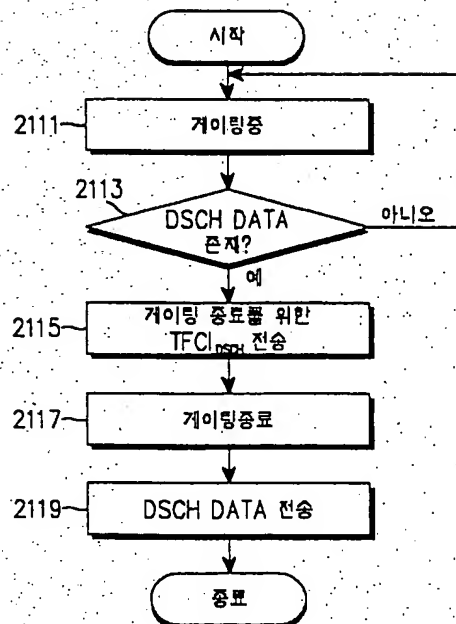 시작
2111
게이팅중
2113
DSCH DATA
존재?
아니오
예
2115
게이팅 종료를 위한
TFCI_DSCH 전송
2117
게이팅종료
2119
DSCH DATA 전송
종료